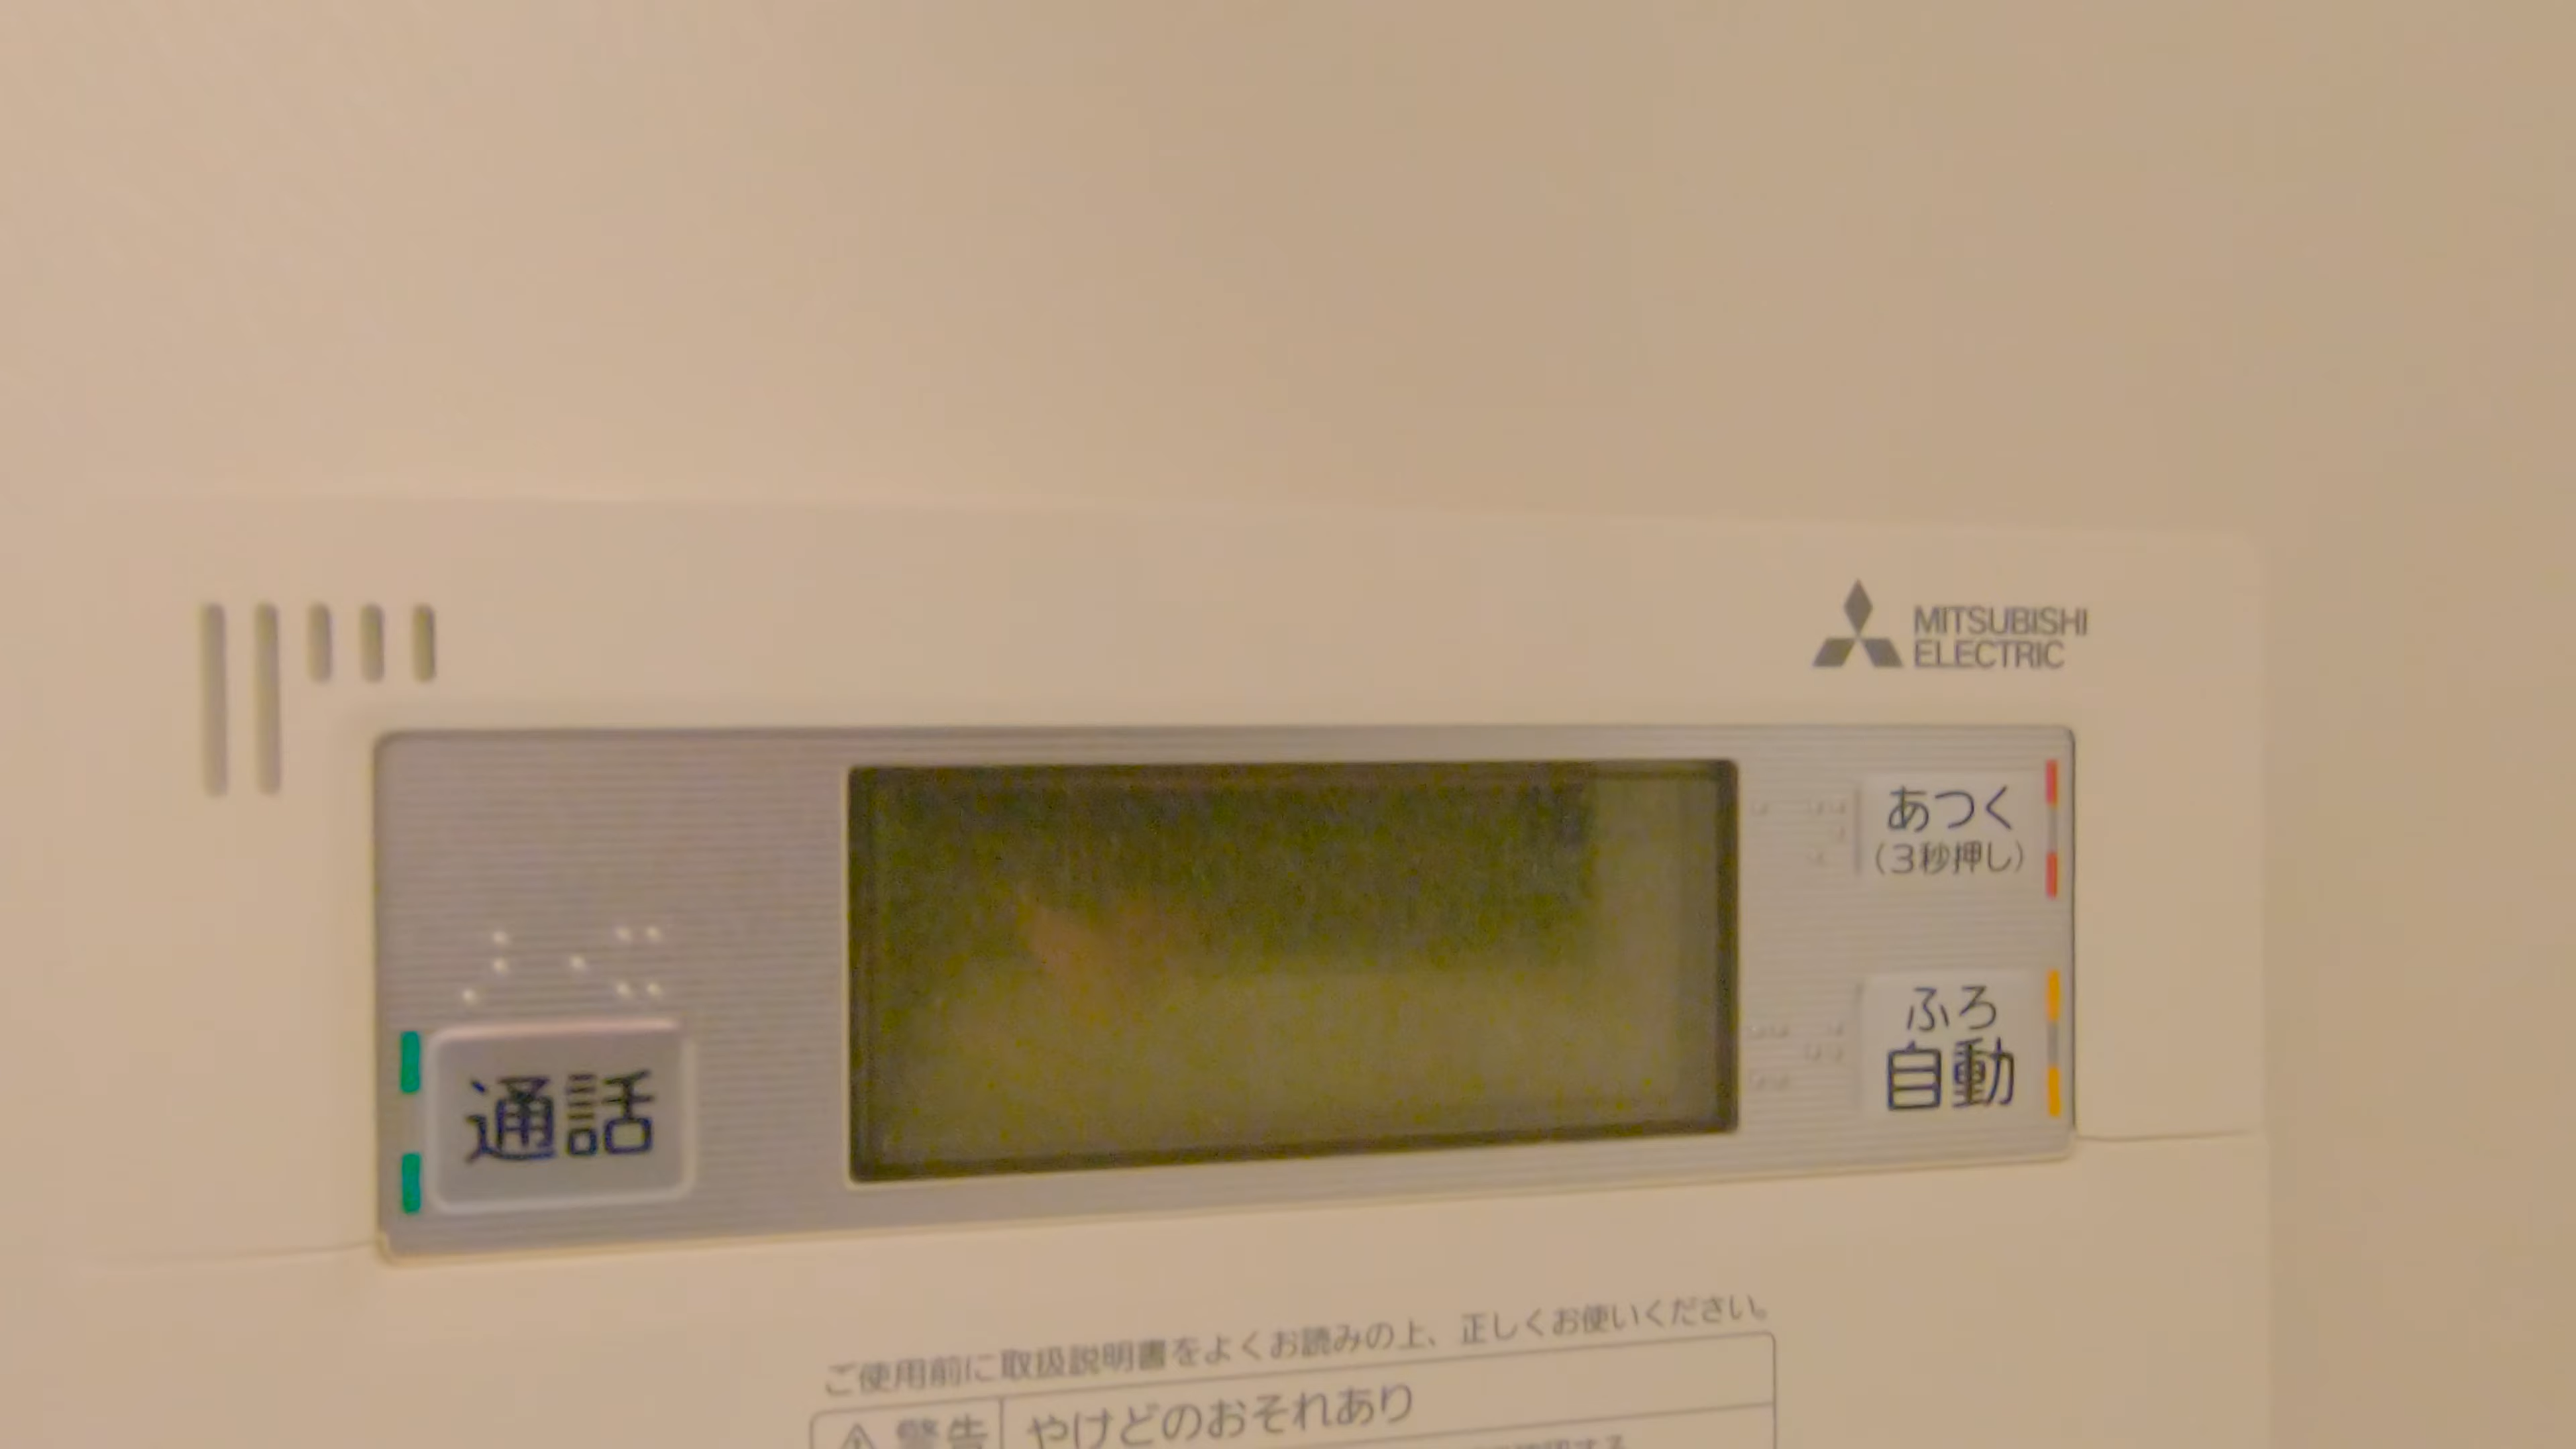 MITSUBISHI
ELECTRIC
あつく
(3秒押し)
ふろ
自動
通話
ご使用前に取扱説明書をよくお読みの上、正しくお使いください。
警告
やけどのおそれあり